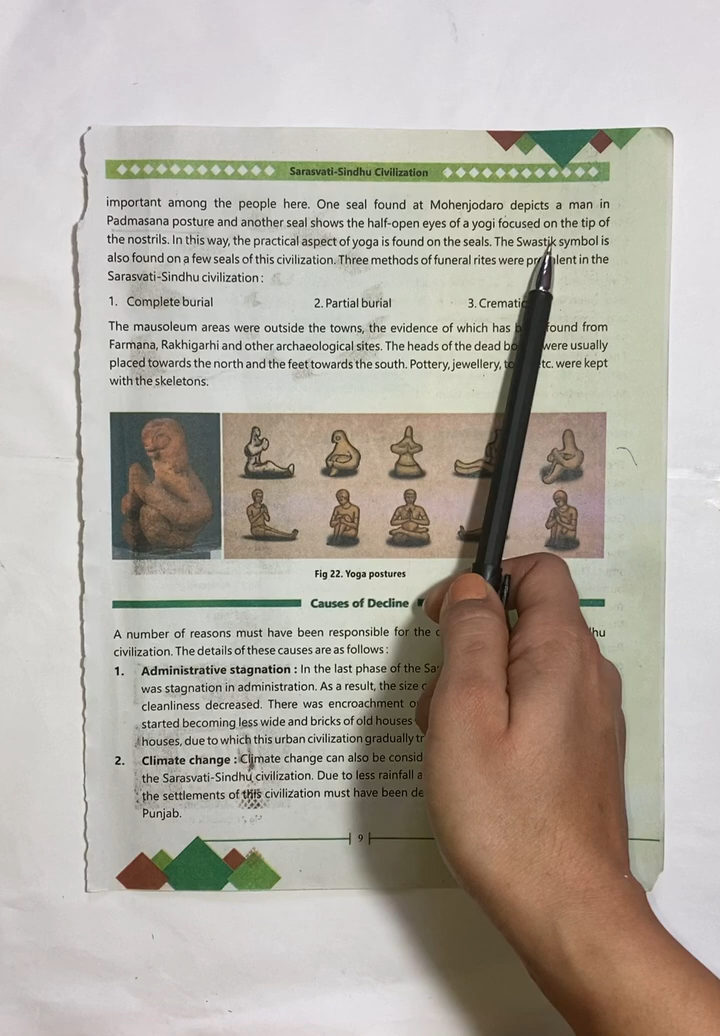 Sarasvati-Sindhu Civilization
important among the people here. One seal found at Mohenjodaro depicts a man in
Padmasana posture and another seal shows the half-open eyes of a yogi focused on the tip of
the nostrils. In this way, the practical aspect of yoga is found on the seals. The Swastik symbol is
also found on a few seals of this civilization. Three methods of funeral rites were in the
Sarasvati-Sindhu civilization :
1. Complete burial 2. Partial burial 3.
The mausoleum areas were outside the towns, the evidence of which has found from
Farmana, Rakhigarhi and other archaeological sites. The heads of the dead were usually
placed towards the north and the feet towards the south. Pottery, jewellery, etc. were kept
with the skeletons.
Fig 22. Yoga postures
Causes of Decline
A number of reasons must have been responsible for the
civilization. The details of these causes are as follows :
1. Administrative stagnation : In the last phase of the
was stagnation in administration. As a result, the size
cleanliness decreased. There was encroachment
started becoming less wide and bricks of old houses
houses, due to which this urban civilization gradually
2. Climate change : Climate change can also be
the Sarasvati-Sindhu civilization. Due to less rainfall
the settlements of this civilization must have been
Punjab.
9